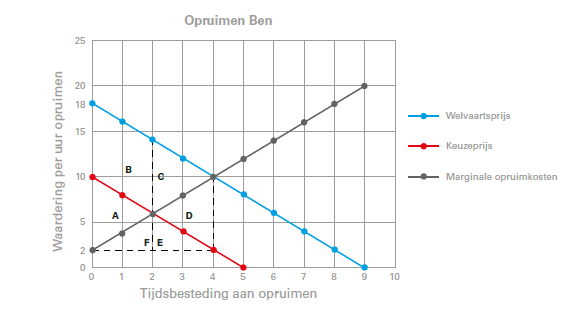 Opruimen Ben
Waardering per uur opruimen
25
20
18
15
10
5
2
0
B
C
A
D
F
E
0 1 2 3 4 5 6 7 8 9 10
Tijdsbesteding aan opruimen
Welvaartsprijs
Keuzeprijs
Marginale opruimkosten